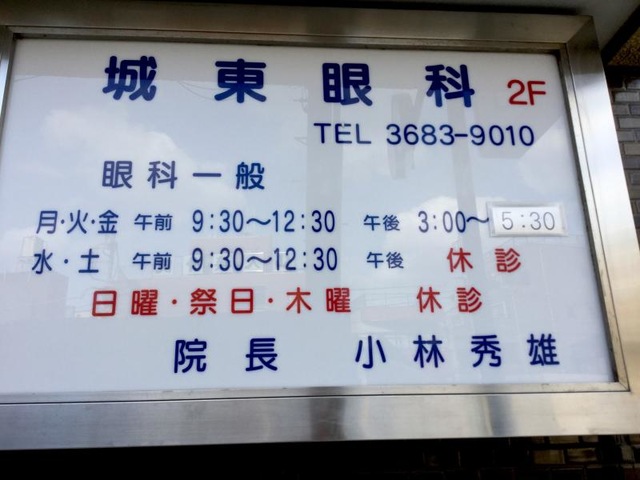 城東眼科 2F
TEL 3683-9010
眼科一般
月・火・金 午前 9:30〜12:30 午後 3:00〜5:30
水・土 午前 9:30〜12:30 午後 休診
日曜・祭日・木曜 休診
院長 小林秀雄